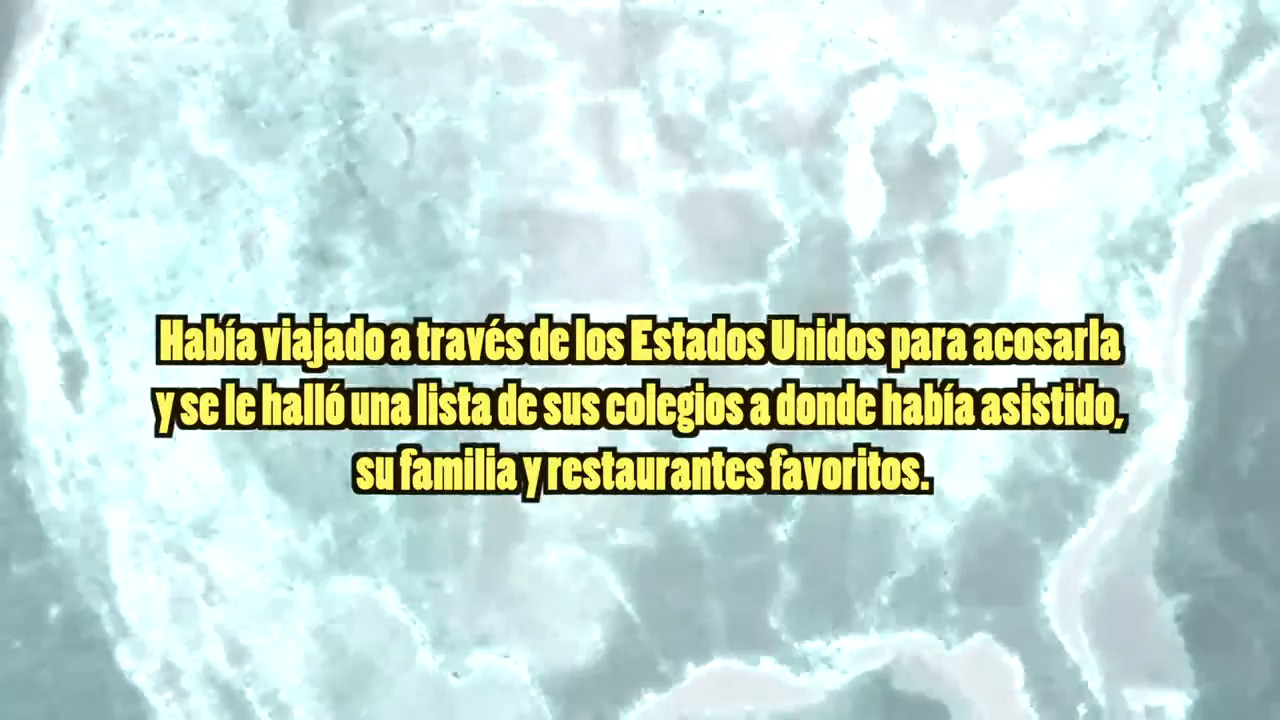 Había viajado a través de los Estados Unidos para acosarla
y se le halló una lista de sus colegios a donde había asistido,
su familia y restaurantes favoritos.